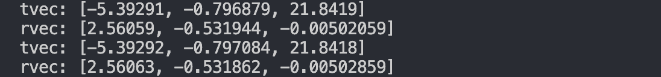 tvec: [-5.39291, -0.796879, 21.8419]
rvec: [2.56059, -0.531944, -0.00502059]
tvec: [-5.39292, -0.797084, 21.8418]
rvec: [2.56063, -0.531862, -0.00502859]